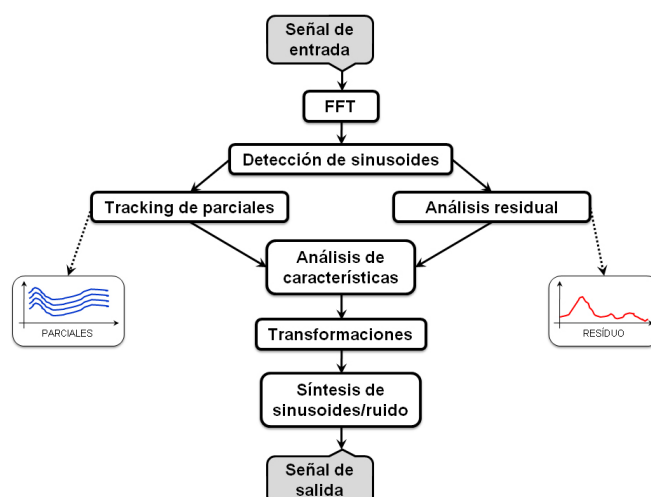 Señal de
entrada
FFT
Detección de sinusoides
Tracking de parciales
Análisis residual
Análisis de
características
PARCIALES
RESÍDUO
Transformaciones
Síntesis de
sinusoides/ruido
Señal de
salida